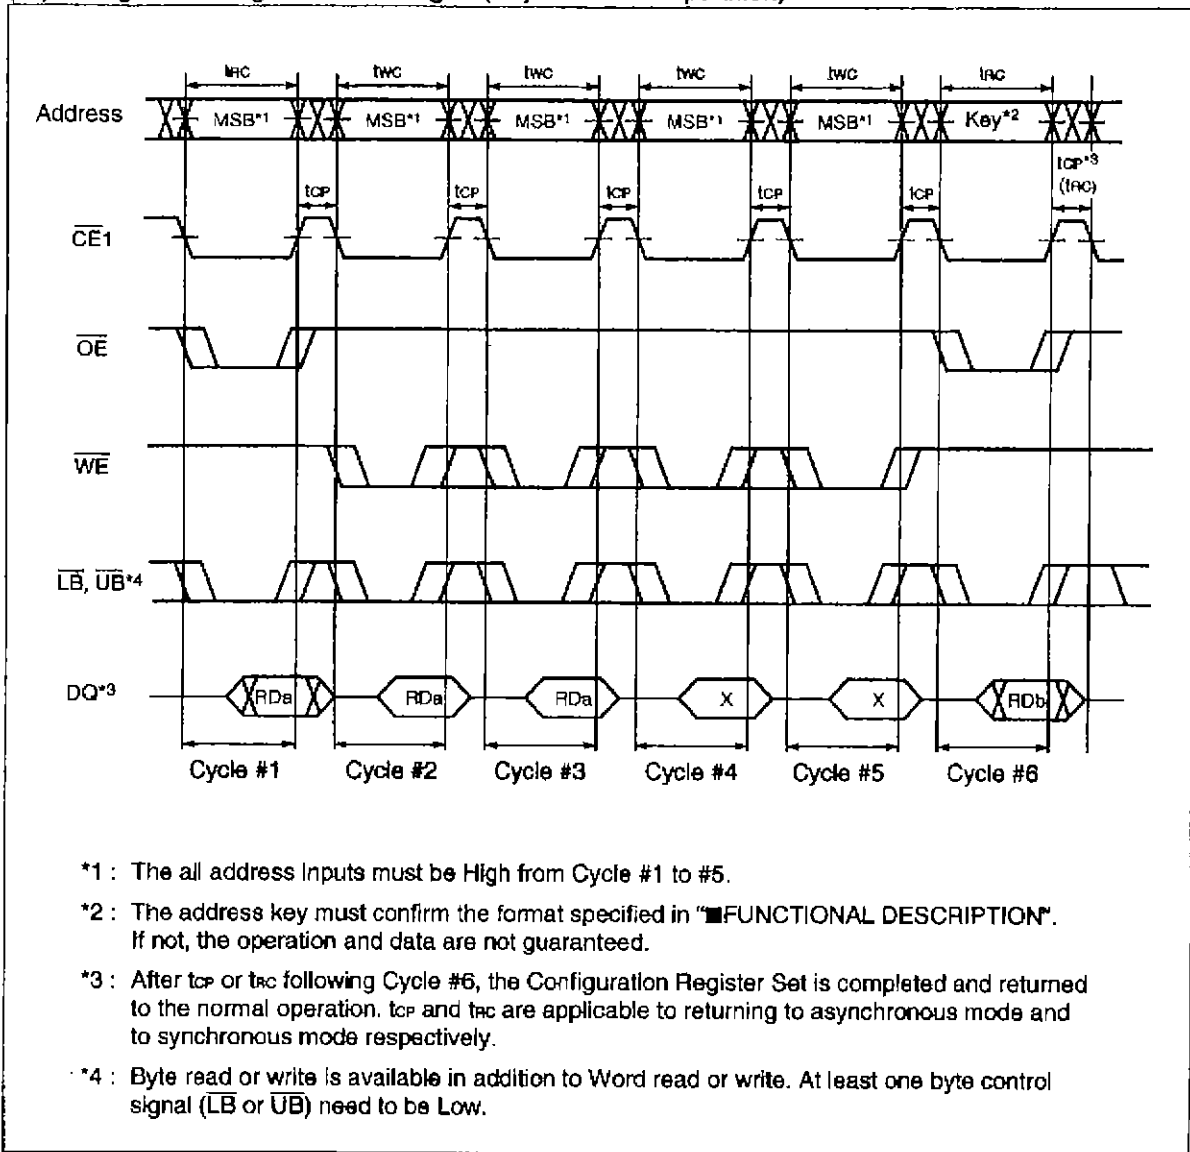 tRC tWC tWC tWC tWC tRC
Address MSB*1 MSB*1 MSB*1 MSB*1 MSB*1 Key*2
tCP tCP tCP tCP tCP tCP*3
(tRC)
CE1
OE
WE
LB, UB*4
DQ*3 RDa RDa RDa X X RDb
Cycle #1 Cycle #2 Cycle #3 Cycle #4 Cycle #5 Cycle #6
*1 : The all address Inputs must be High from Cycle #1 to #5.
*2 : The address key must confirm the format specified in "■FUNCTIONAL DESCRIPTION".
If not, the operation and data are not guaranteed.
*3 : After tCP or tRC following Cycle #6, the Configuration Register Set is completed and returned
to the normal operation. tCP and tRC are applicable to returning to asynchronous mode and
to synchronous mode respectively.
*4 : Byte read or write is available in addition to Word read or write. At least one byte control
signal (LB or UB) need to be Low.